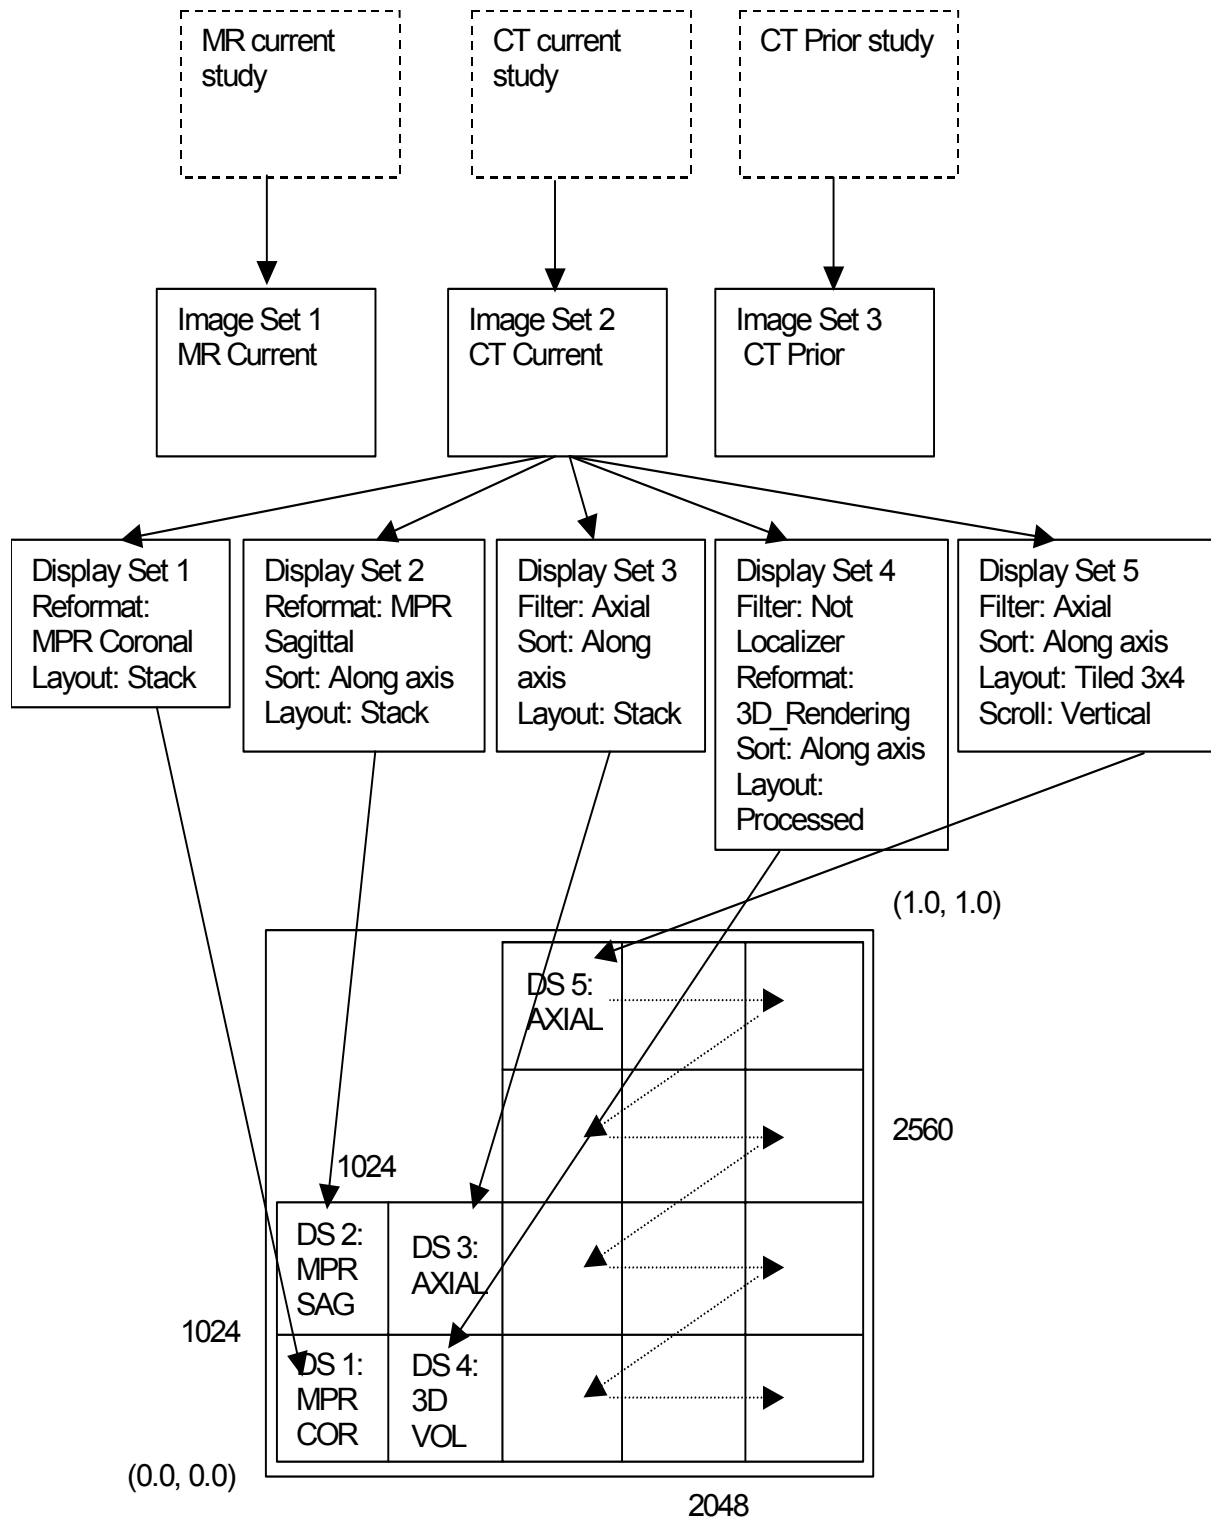 MR current
study
CT current
study
CT Prior study
Image Set 1
MR Current
Image Set 2
CT Current
Image Set 3
CT Prior
Display Set 1
Reformat:
MPR Coronal
Layout: Stack
Display Set 2
Reformat: MPR
Sagittal
Sort: Along axis
Layout: Stack
Display Set 3
Filter: Axial
Sort: Along
axis
Layout: Stack
Display Set 4
Filter: Not
Localizer
Reformat:
3D_Rendering
Sort: Along axis
Layout:
Processed
Display Set 5
Filter: Axial
Sort: Along axis
Layout: Tiled 3x4
Scroll: Vertical
(1.0, 1.0)
DS 5:
AXIAL
2560
1024
DS 2:
MPR
SAG
DS 3:
AXIAL
1024
DS 1:
MPR
COR
DS 4:
3D
VOL
(0.0, 0.0)
2048